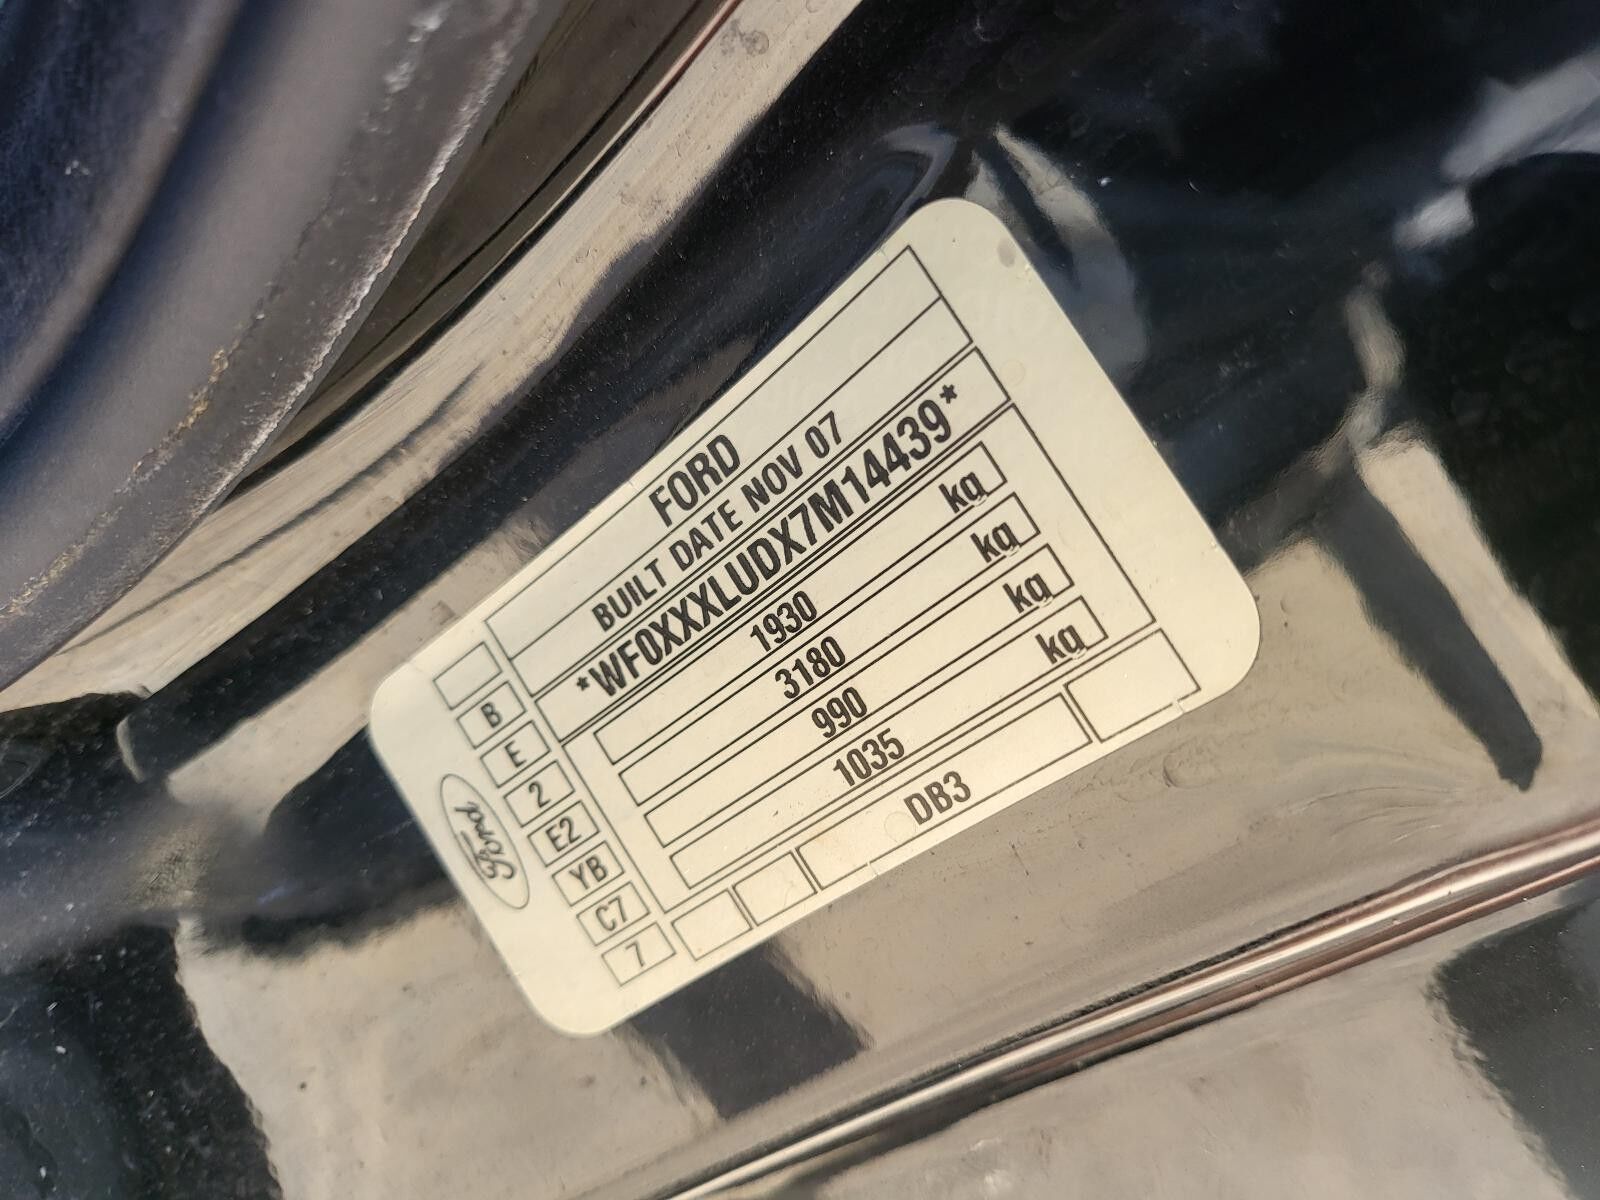 FORD
BUILT DATE NOV 07
*WF0XXXLUDX7M14439*
1930 kg
3180 kg
990 kg
1035 kg
DB3
B
E
2
E2
YB
C7
7
Ford